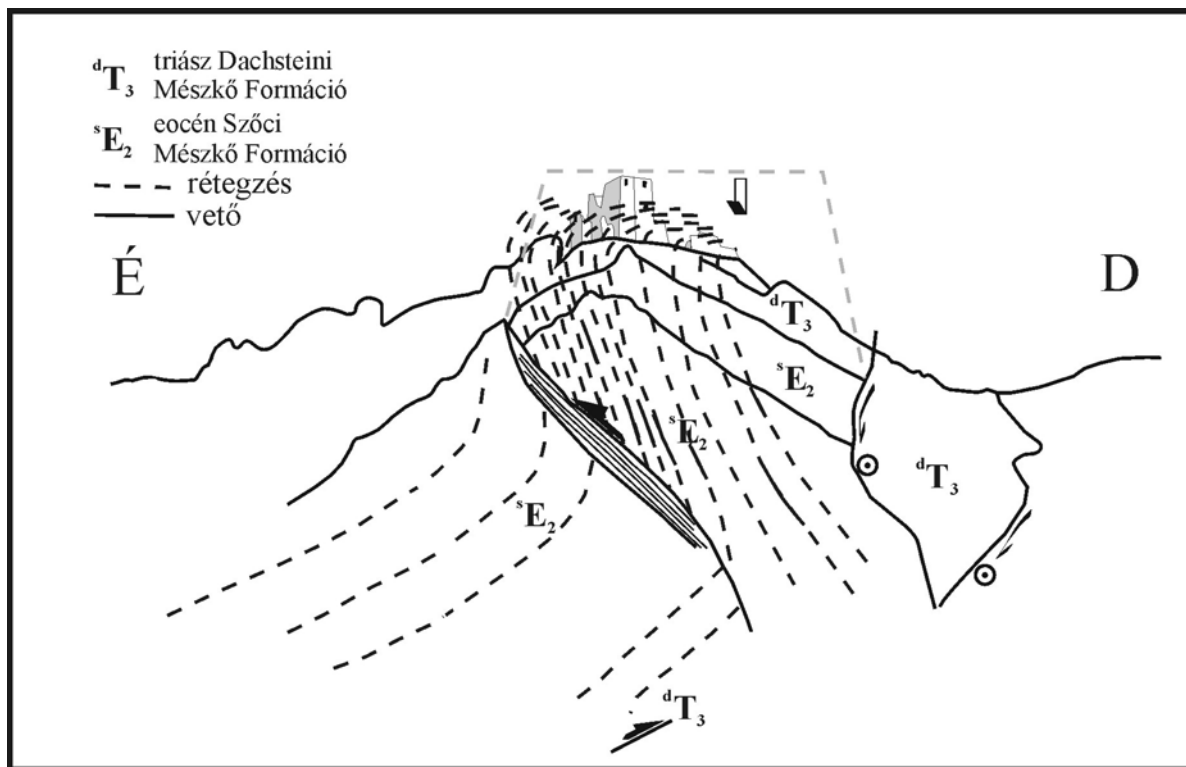 ᵈT₃ triász Dachsteini
Mészkő Formáció
ˢE₂ eocén Szőci
Mészkő Formáció
rétegzés
vető
É
D
ᵈT₃
ˢE₂
ˢE₂
ᵈT₃
ˢE₂
ᵈT₃